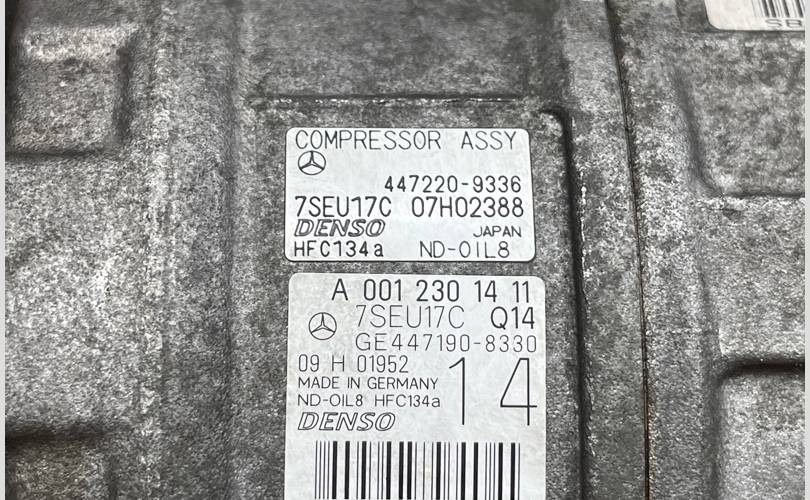 SB
COMPRESSOR ASSY
447220-9336
7SEU17C 07H02388
DENSO JAPAN
HFC134a ND-OIL8
A 001 230 14 11
7SEU17C Q14
GE447190-8330
09 H 01952
14
MADE IN GERMANY
ND-OIL8 HFC134a
DENSO